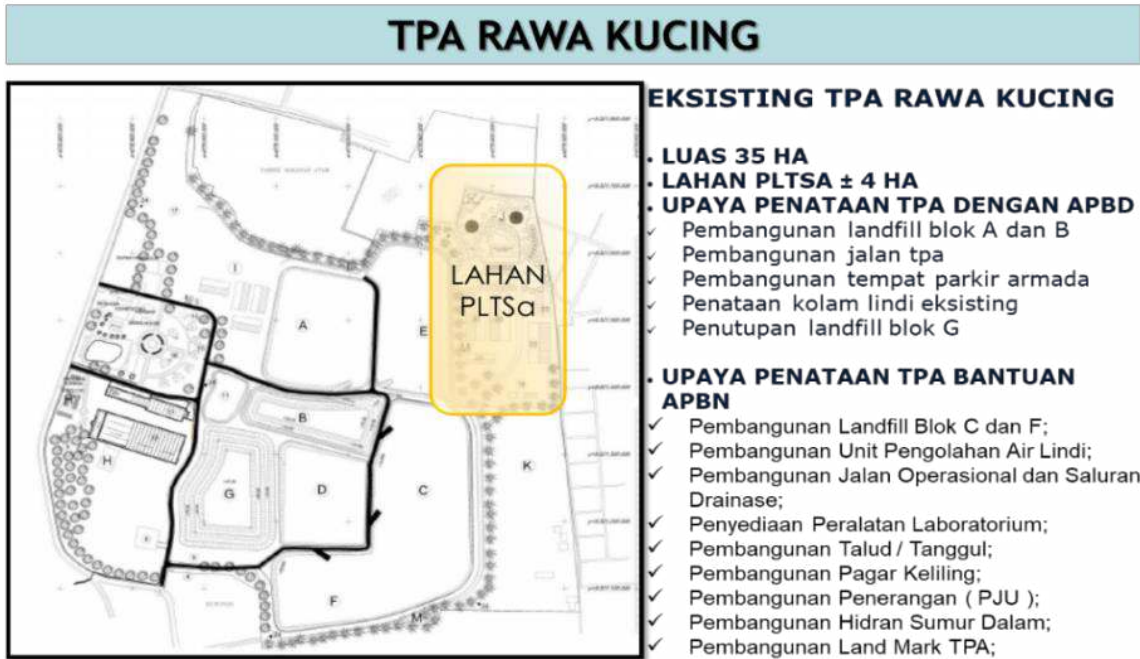 TPA RAWA KUCING
EKSISTING TPA RAWA KUCING
• LUAS 35 HA
• LAHAN PLTSA ± 4 HA
• UPAYA PENATAAN TPA DENGAN APBD
✓ Pembangunan landfill blok A dan B
✓ Pembangunan jalan tpa
✓ Pembangunan tempat parkir armada
✓ Penataan kolam lindi eksisting
✓ Penutupan landfill blok G
• UPAYA PENATAAN TPA BANTUAN
APBN
✓ Pembangunan Landfill Blok C dan F;
✓ Pembangunan Unit Pengolahan Air Lindi;
✓ Pembangunan Jalan Operasional dan Saluran
Drainase;
✓ Penyediaan Peralatan Laboratorium;
✓ Pembangunan Talud / Tanggul;
✓ Pembangunan Pagar Keliling;
✓ Pembangunan Penerangan ( PJU );
✓ Pembangunan Hidran Sumur Dalam;
✓ Pembangunan Land Mark TPA;
LAHAN
PLTSa
I
A
E
B
H
G
D
C
K
F
M